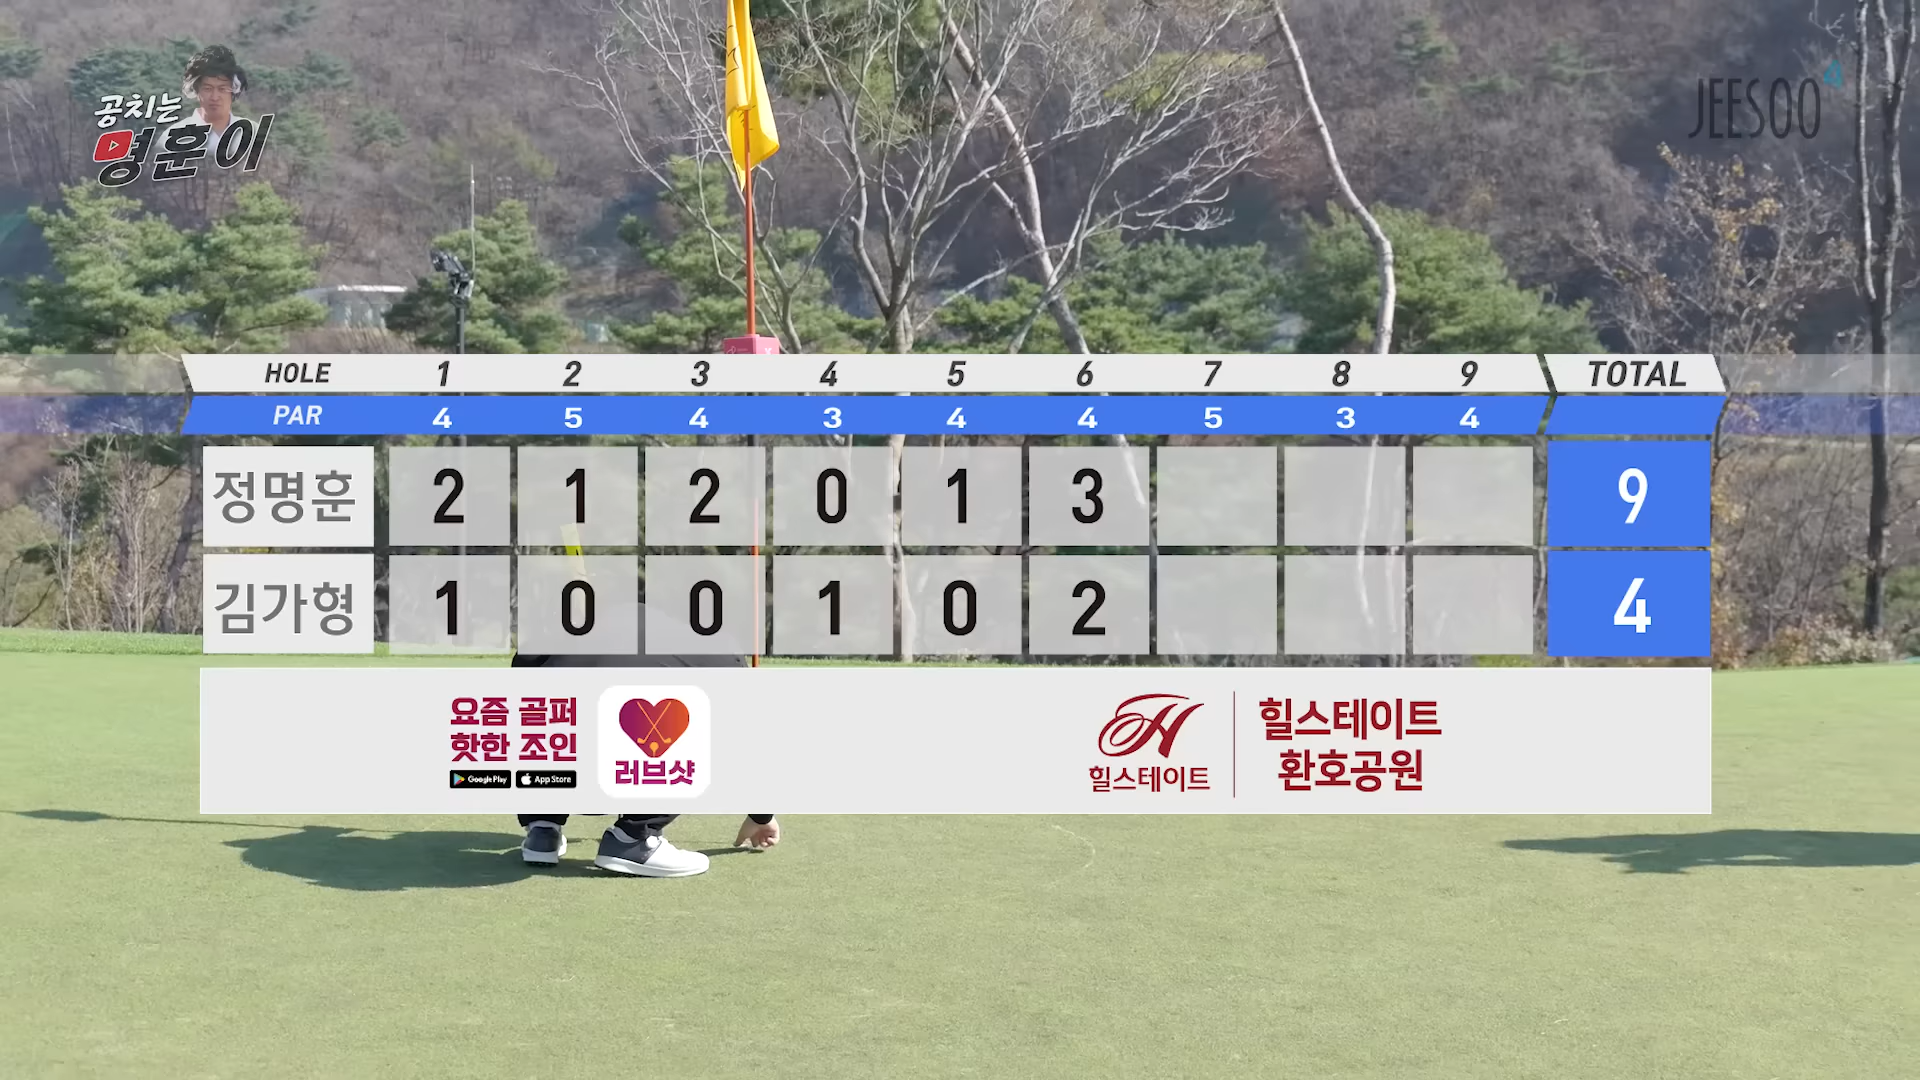 공치는
명훈이
JEESOO4
HOLE 1 2 3 4 5 6 7 8 9 TOTAL
PAR 4 5 4 3 4 4 5 3 4
정명훈 2 1 2 0 1 3 9
김가형 1 0 0 1 0 2 4
요즘 골퍼
핫한 조인
Google Play App Store
러브샷
H
힐스테이트
힐스테이트
환호공원